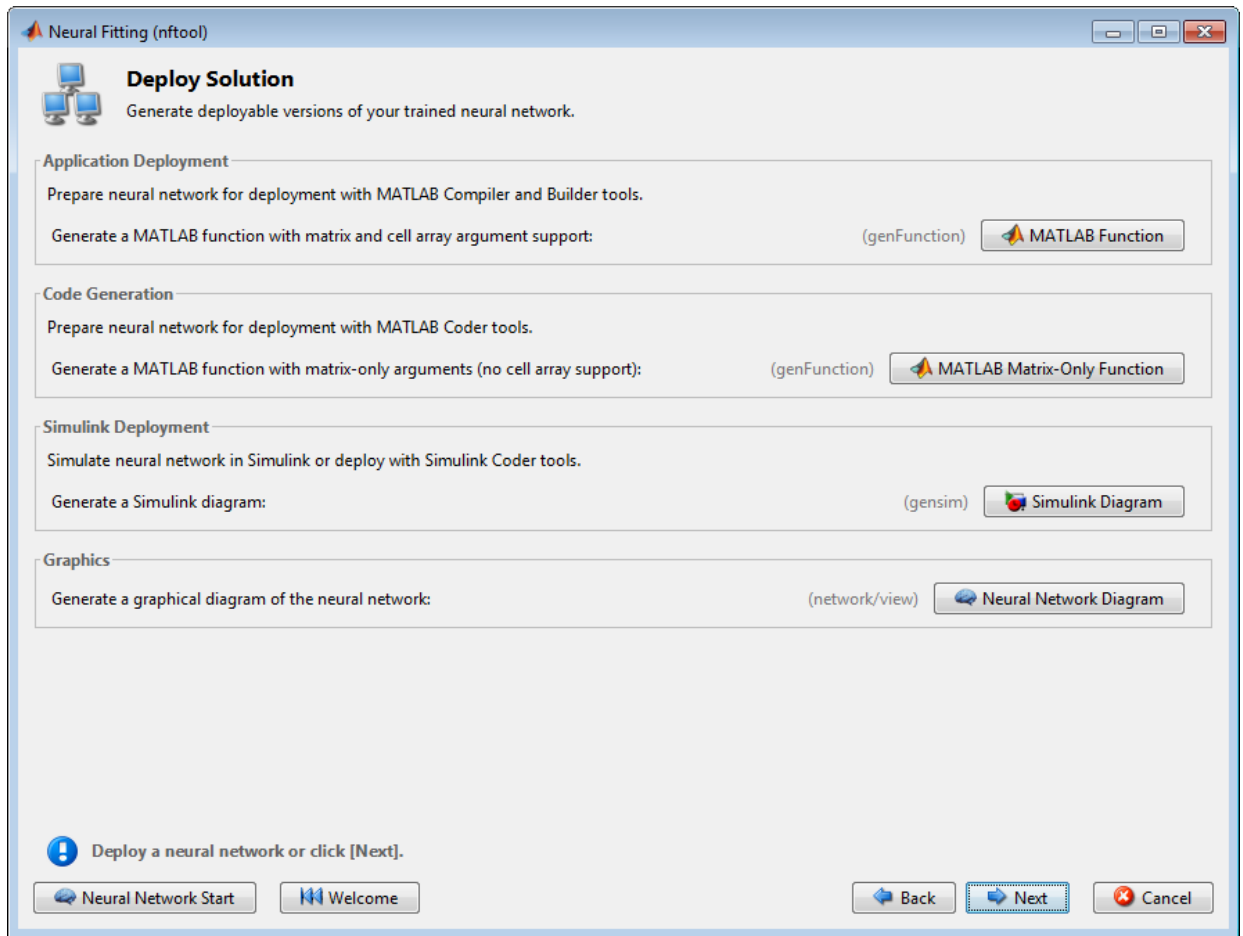 Neural Fitting (nftool)
Deploy Solution
Generate deployable versions of your trained neural network.
Application Deployment
Prepare neural network for deployment with MATLAB Compiler and Builder tools.
Generate a MATLAB function with matrix and cell array argument support: (genFunction) MATLAB Function
Code Generation
Prepare neural network for deployment with MATLAB Coder tools.
Generate a MATLAB function with matrix-only arguments (no cell array support): (genFunction) MATLAB Matrix-Only Function
Simulink Deployment
Simulate neural network in Simulink or deploy with Simulink Coder tools.
Generate a Simulink diagram: (gensim) Simulink Diagram
Graphics
Generate a graphical diagram of the neural network: (network/view) Neural Network Diagram
Deploy a neural network or click [Next].
Neural Network Start Welcome Back Next Cancel